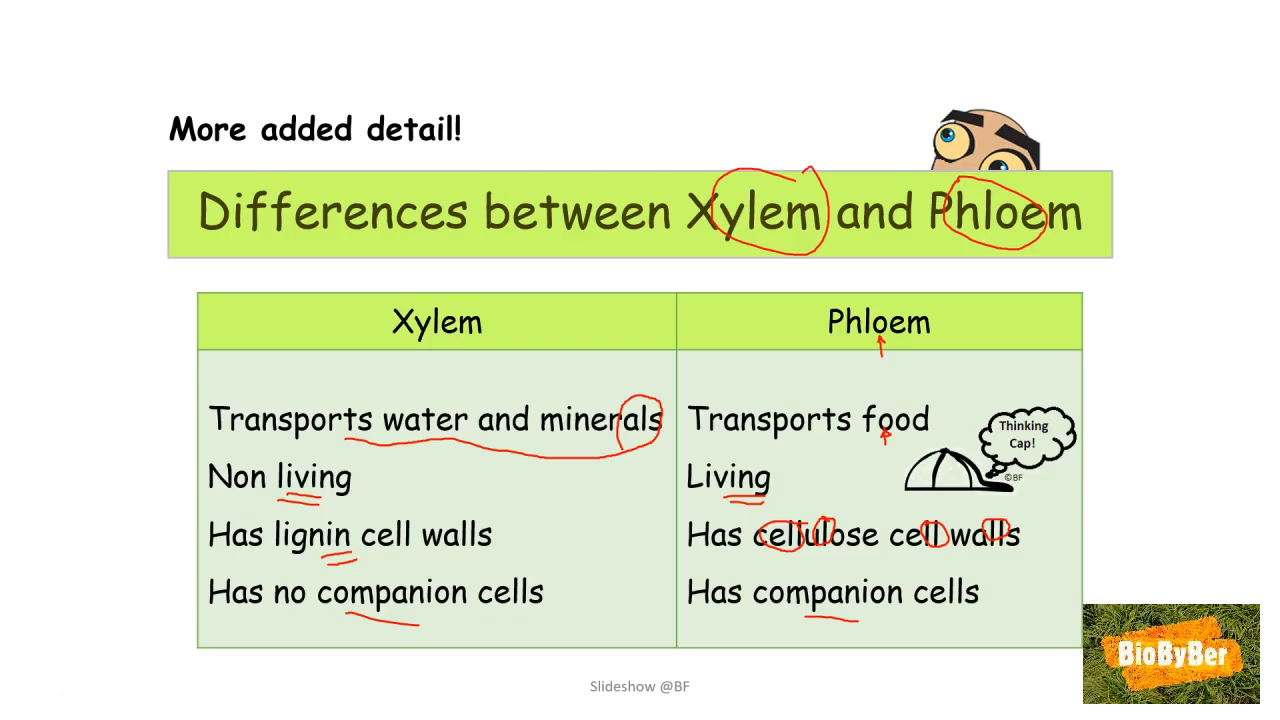 More added detail!
Differences between Xylem and Phloem
Xylem
Phloem
Transports water and minerals
Non living
Has lignin cell walls
Has no companion cells
Transports food
Living
Has cellulose cell walls
Has companion cells
Thinking
Cap!
©BF
BioByBer
Slideshow @BF